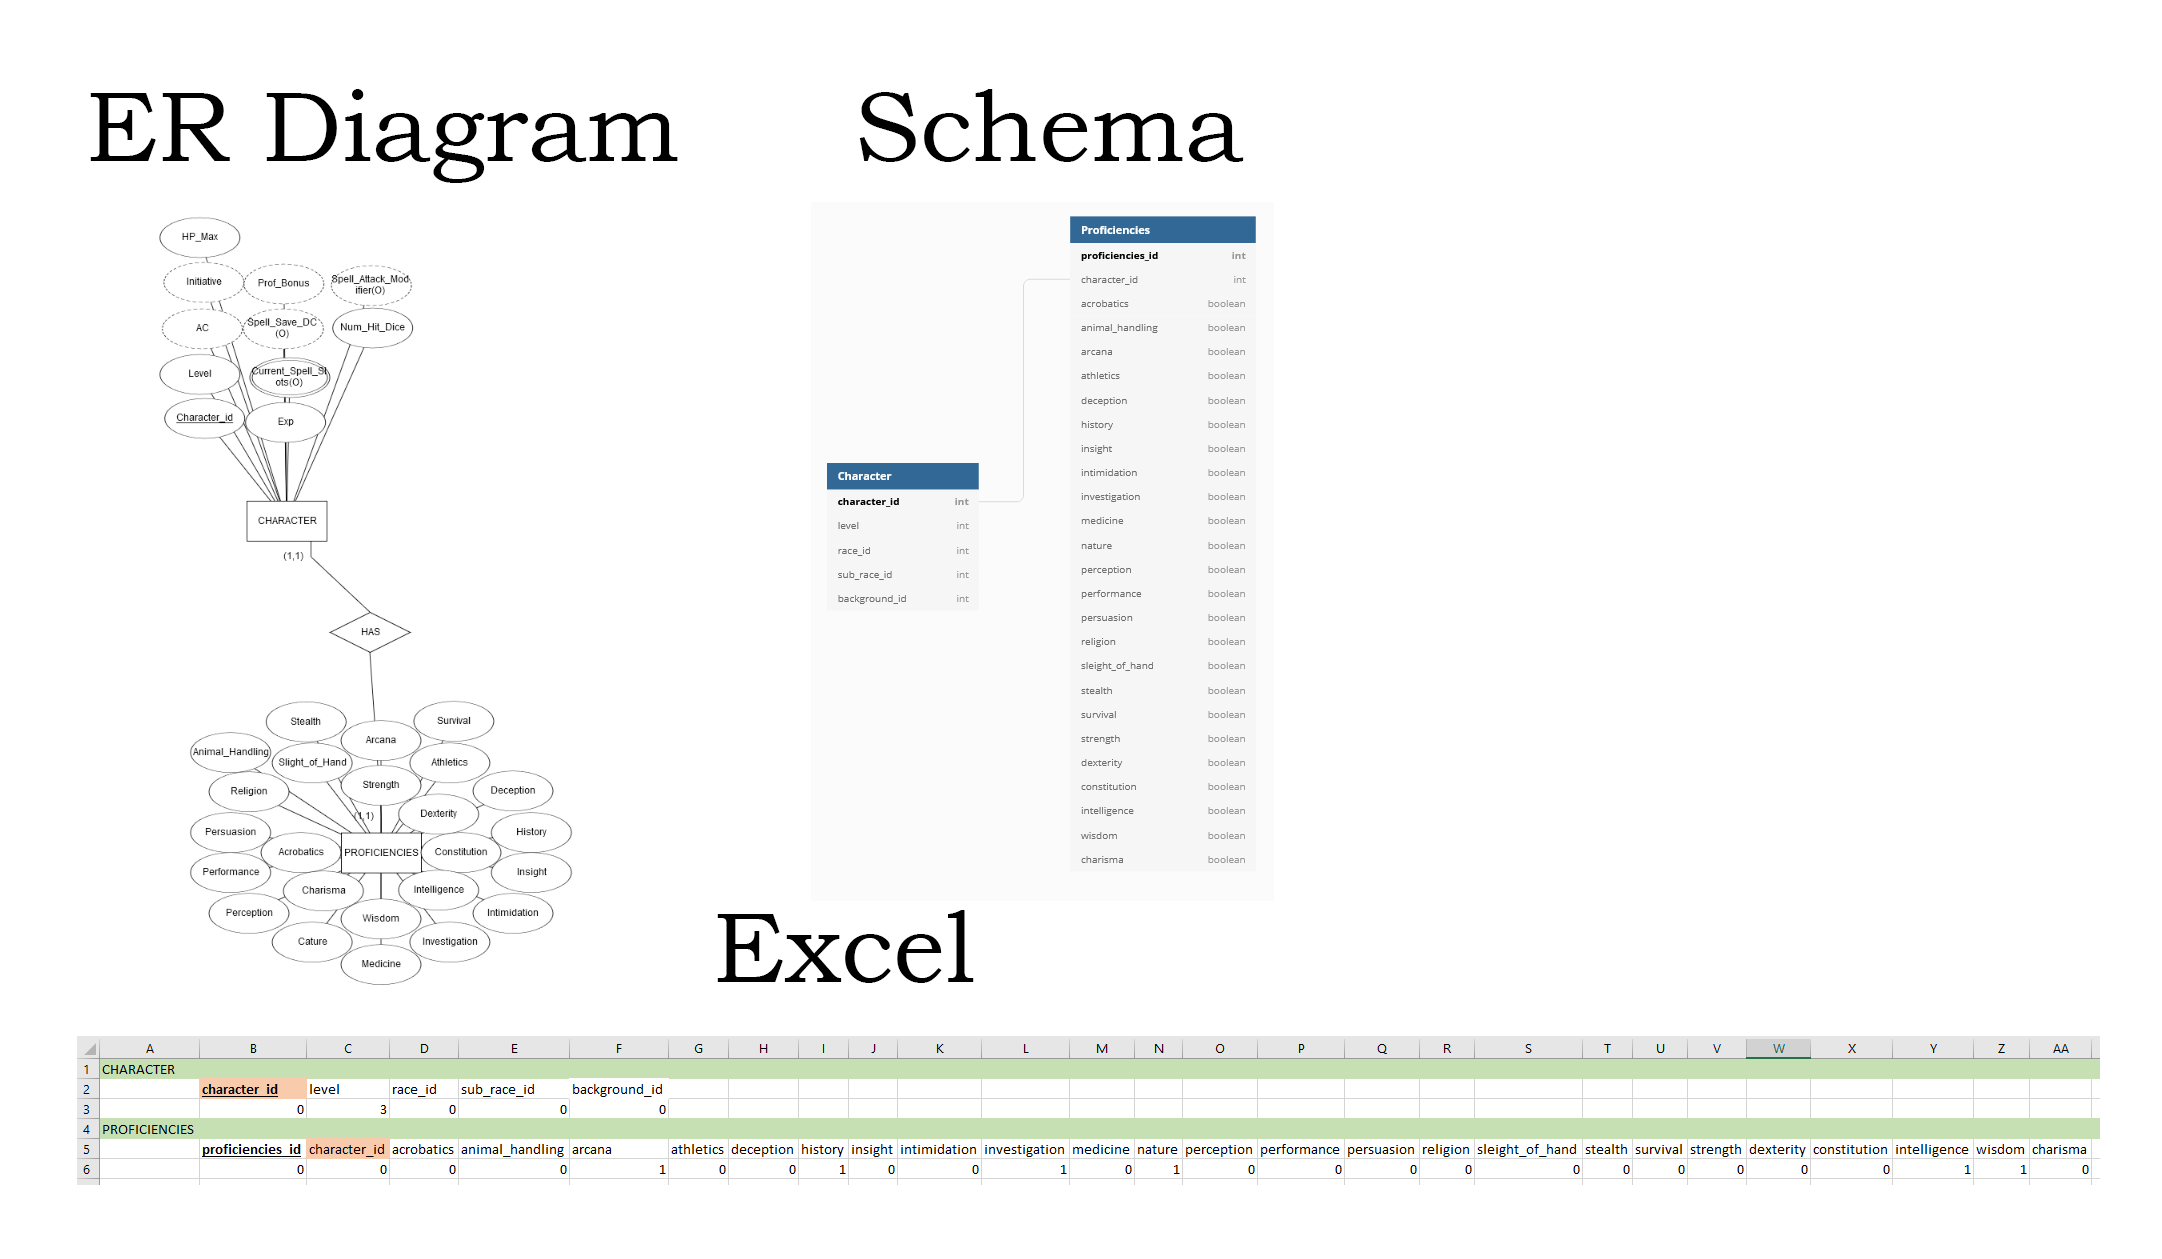 ER Diagram
Schema
HP_Max
Initiative
Prof_Bonus
Spell_Attack_Mod
ifier(O)
AC
Spell_Save_DC
(O)
Num_Hit_Dice
Level
Current_Spell_Sl
ots(O)
Character_id
Exp
CHARACTER
(1,1)
HAS
Stealth
Survival
Arcana
Animal_Handling
Slight_of_Hand
Athletics
Religion
Strength
Deception
(1,1)
Dexterity
Persuasion
History
Acrobatics
PROFICIENCIES
Constitution
Performance
Insight
Charisma
Intelligence
Perception
Wisdom
Intimidation
Cature
Investigation
Medicine
Character
character_id int
level int
race_id int
sub_race_id int
background_id int
Proficiencies
proficiencies_id int
character_id int
acrobatics boolean
animal_handling boolean
arcana boolean
athletics boolean
deception boolean
history boolean
insight boolean
intimidation boolean
investigation boolean
medicine boolean
nature boolean
perception boolean
performance boolean
persuasion boolean
religion boolean
sleight_of_hand boolean
stealth boolean
survival boolean
strength boolean
dexterity boolean
constitution boolean
intelligence boolean
wisdom boolean
charisma boolean
Excel
A B C D E F G H I J K L M N O P Q R S T U V W X Y Z AA
1 CHARACTER
2 character_id level race_id sub_race_id background_id
3 0 3 0 0 0
4 PROFICIENCIES
5 proficiencies_id character_id acrobatics animal_handling arcana athletics deception history insight intimidation investigation medicine nature perception performance persuasion religion sleight_of_hand stealth survival strength dexterity constitution intelligence wisdom charisma
6 0 0 0 0 1 0 0 1 0 0 1 0 1 0 0 0 0 0 0 0 0 0 0 1 1 0